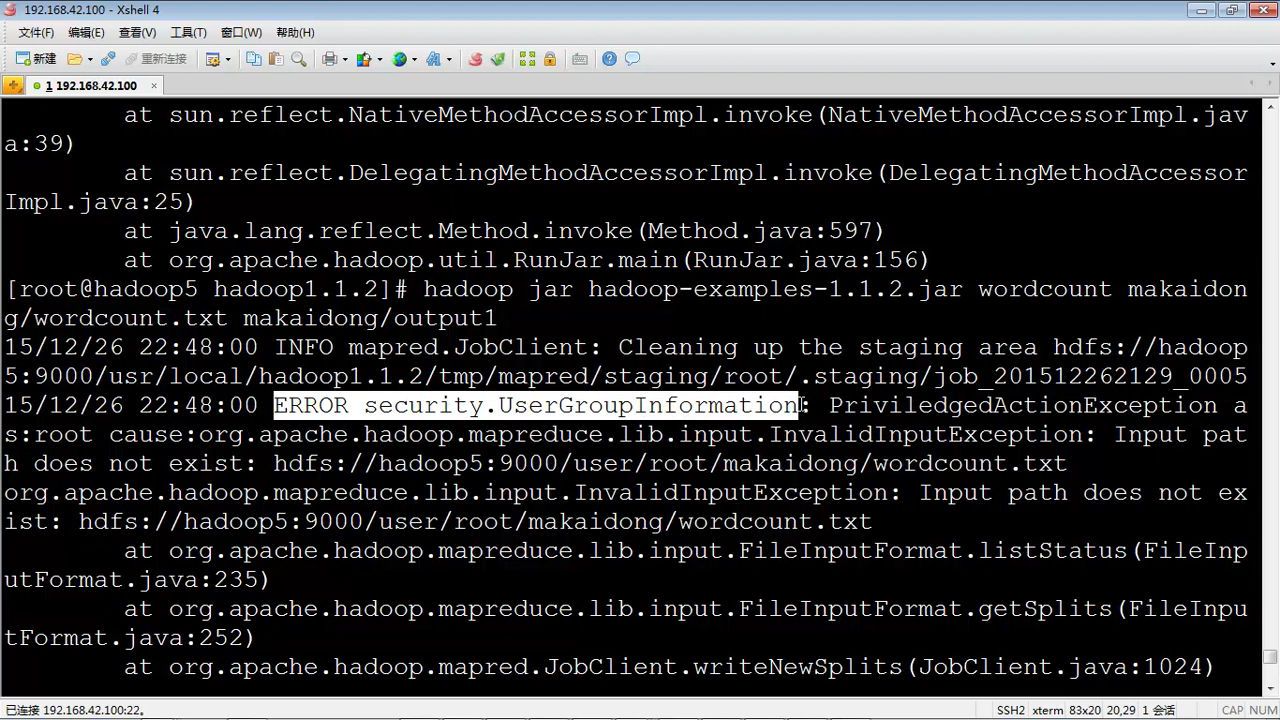 192.168.42.100 - Xshell 4
文件(F) 编辑(E) 查看(V) 工具(T) 窗口(W) 帮助(H)
新建 重新连接
1 192.168.42.100 ×
at sun.reflect.NativeMethodAccessorImpl.invoke(NativeMethodAccessorImpl.jav
a:39)
at sun.reflect.DelegatingMethodAccessorImpl.invoke(DelegatingMethodAccessor
Impl.java:25)
at java.lang.reflect.Method.invoke(Method.java:597)
at org.apache.hadoop.util.RunJar.main(RunJar.java:156)
[root@hadoop5 hadoop1.1.2]# hadoop jar hadoop-examples-1.1.2.jar wordcount makaidon
g/wordcount.txt makaidong/output1
15/12/26 22:48:00 INFO mapred.JobClient: Cleaning up the staging area hdfs://hadoop
5:9000/usr/local/hadoop1.1.2/tmp/mapred/staging/root/.staging/job_201512262129_0005
15/12/26 22:48:00 ERROR security.UserGroupInformation: PriviledgedActionException a
s:root cause:org.apache.hadoop.mapreduce.lib.input.InvalidInputException: Input pat
h does not exist: hdfs://hadoop5:9000/user/root/makaidong/wordcount.txt
org.apache.hadoop.mapreduce.lib.input.InvalidInputException: Input path does not ex
ist: hdfs://hadoop5:9000/user/root/makaidong/wordcount.txt
at org.apache.hadoop.mapreduce.lib.input.FileInputFormat.listStatus(FileInp
utFormat.java:235)
at org.apache.hadoop.mapreduce.lib.input.FileInputFormat.getSplits(FileInpu
tFormat.java:252)
at org.apache.hadoop.mapred.JobClient.writeNewSplits(JobClient.java:1024)
已连接 192.168.42.100:22。 SSH2 xterm 83x20 20,29 1 会话 CAP NUM